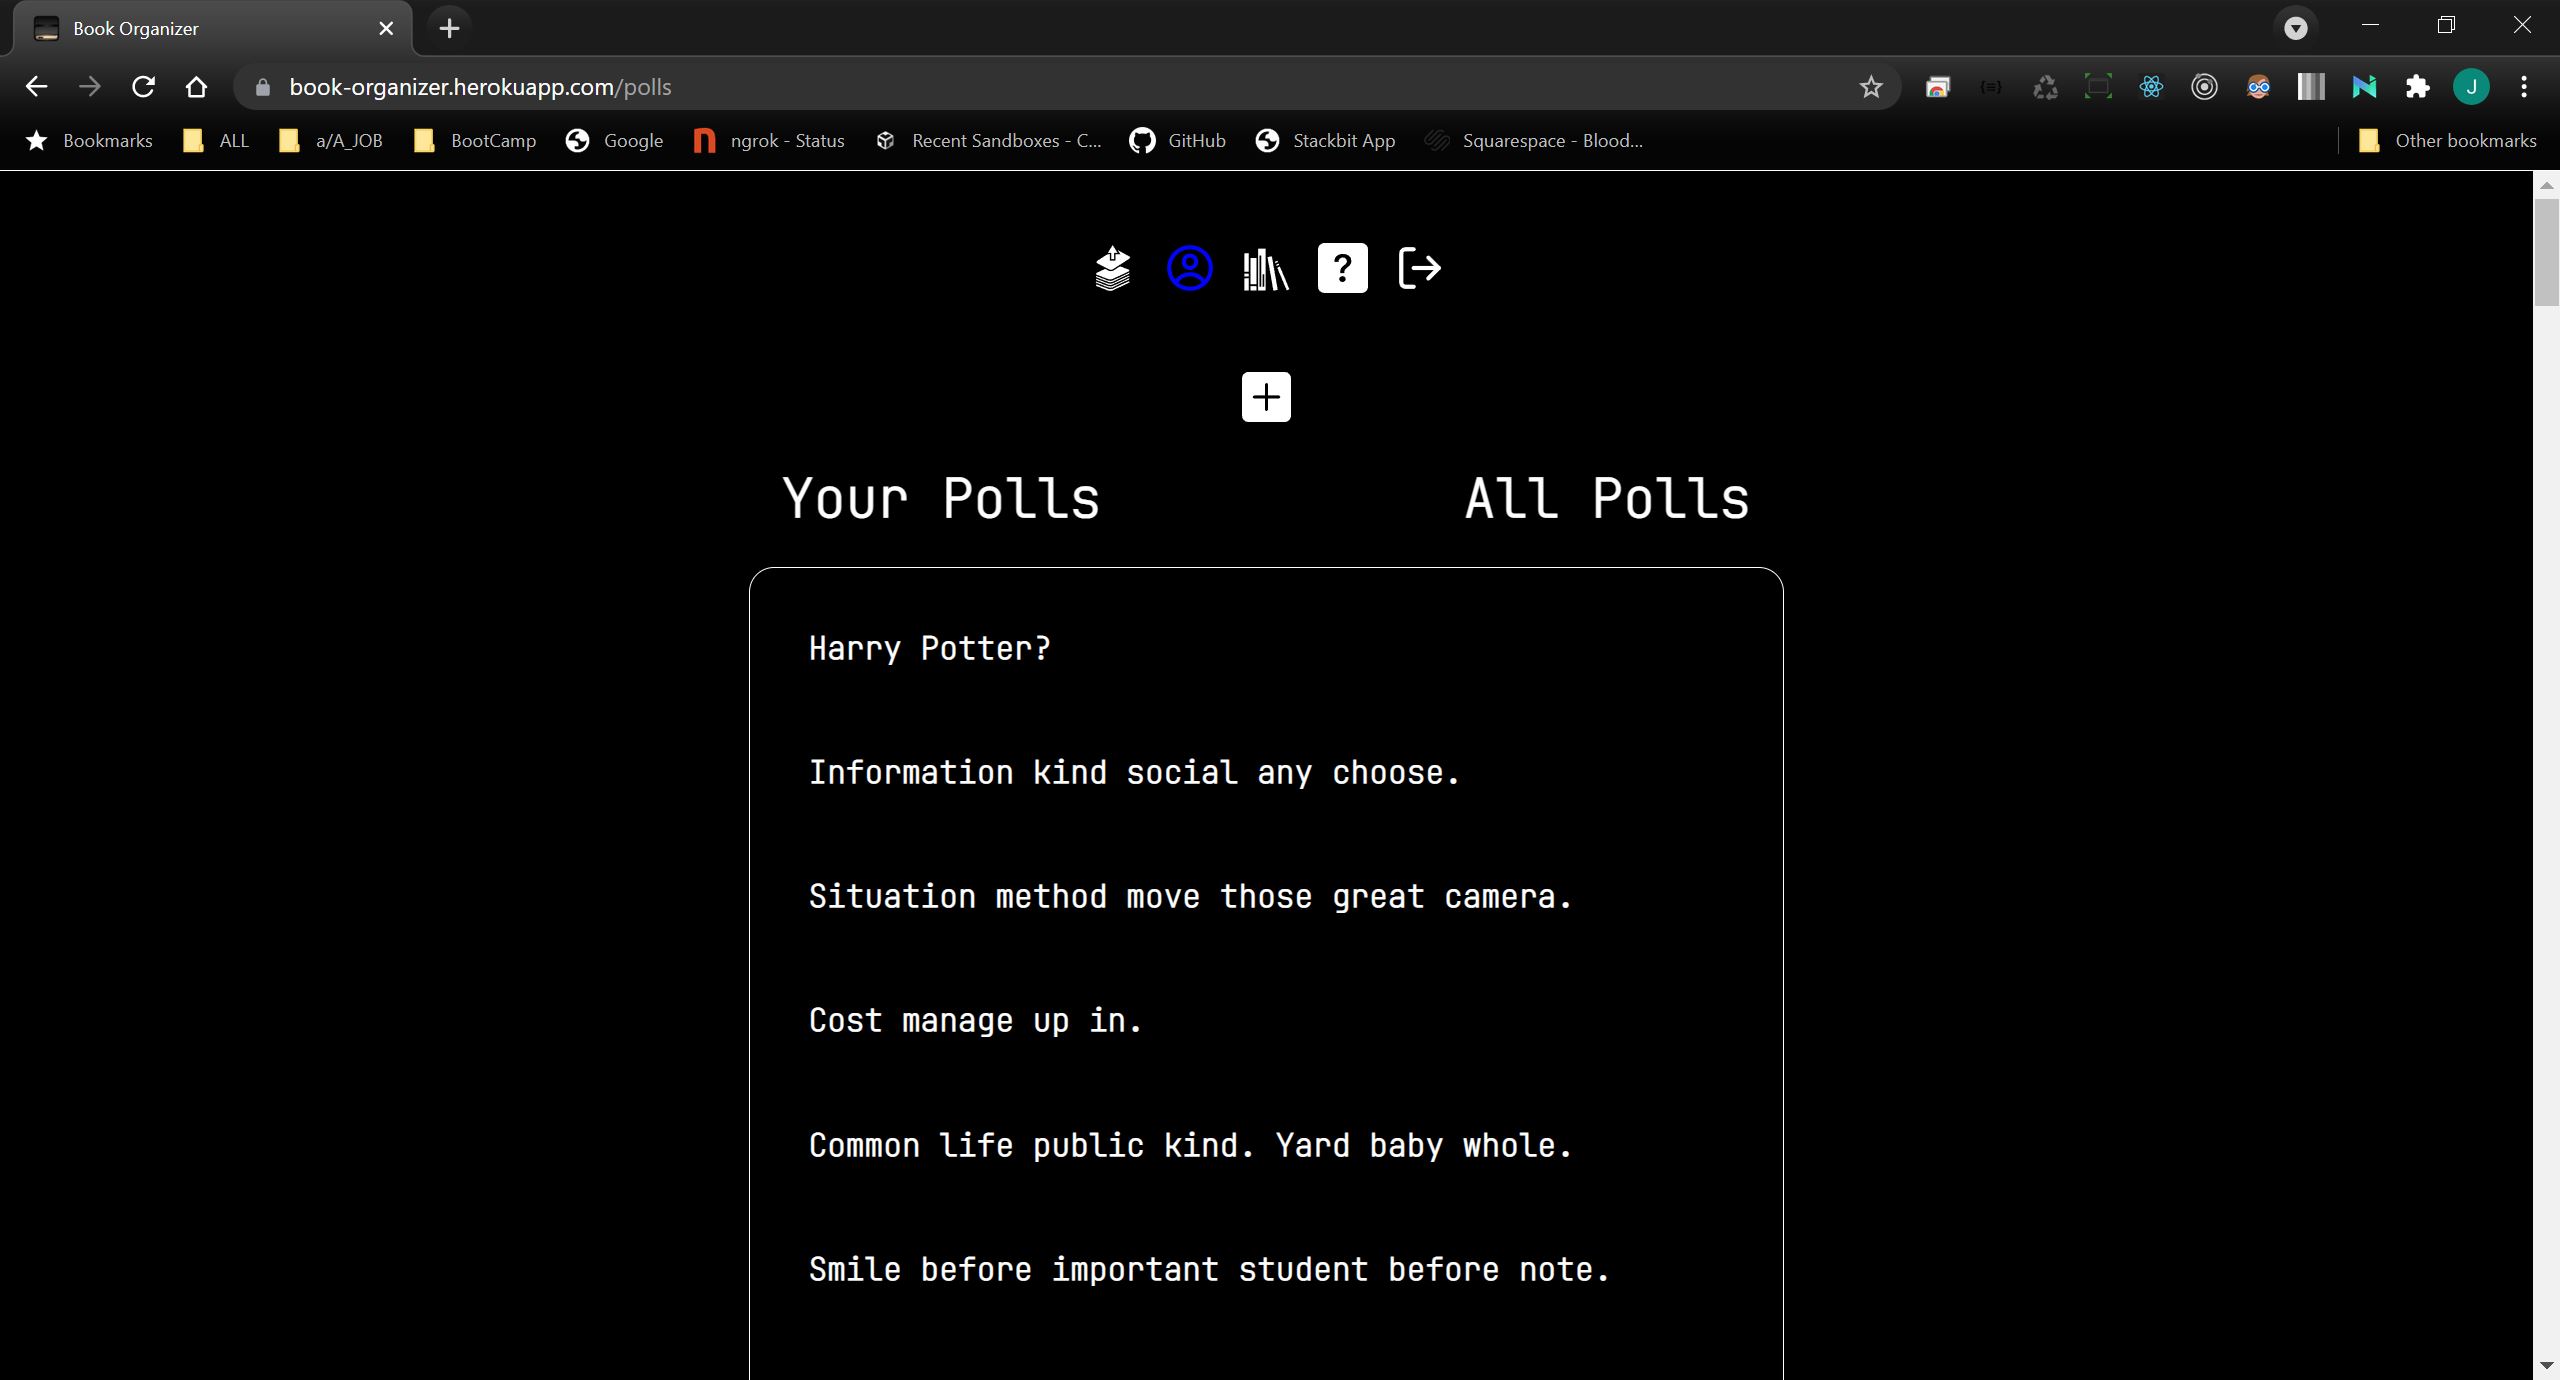 Book Organizer
book-organizer.herokuapp.com/polls
J
Bookmarks ALL a/A_JOB BootCamp Google ngrok - Status Recent Sandboxes - C... GitHub Stackbit App Squarespace - Blood... Other bookmarks
?
Your Polls All Polls
Harry Potter?
Information kind social any choose.
Situation method move those great camera.
Cost manage up in.
Common life public kind. Yard baby whole.
Smile before important student before note.